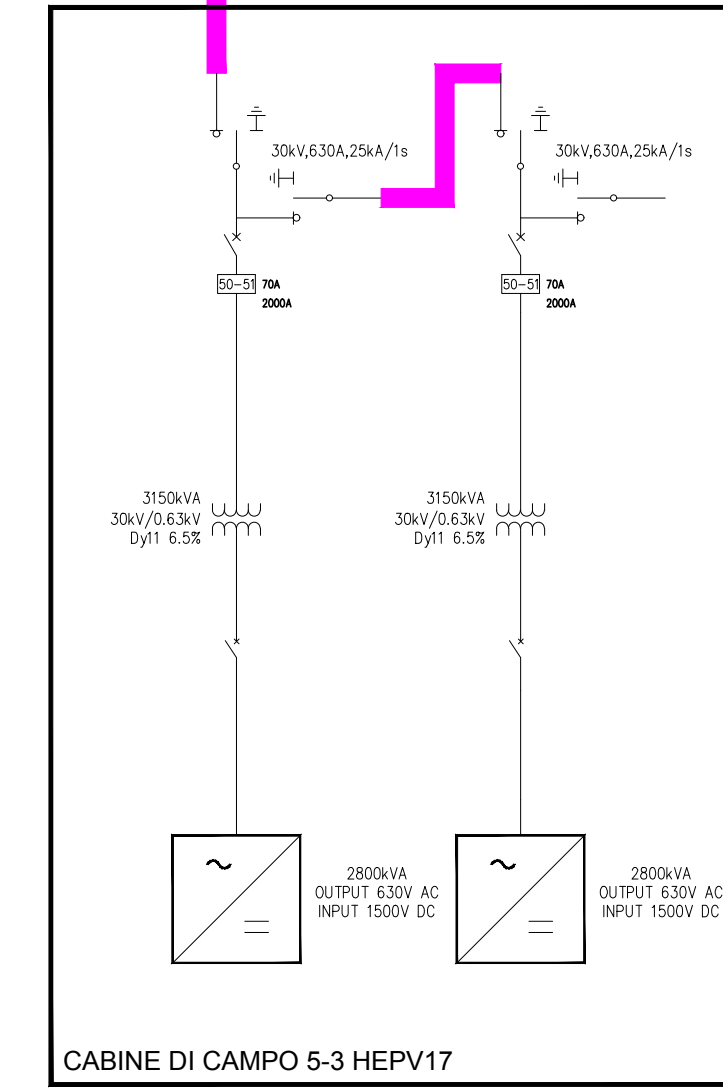 30kV,630A,25kA/1s
30kV,630A,25kA/1s
50-51
70A
2000A
50-51
70A
2000A
3150kVA
30kV/0.63kV
Dy11 6.5%
3150kVA
30kV/0.63kV
Dy11 6.5%
2800kVA
OUTPUT 630V AC
INPUT 1500V DC
2800kVA
OUTPUT 630V AC
INPUT 1500V DC
CABINE DI CAMPO 5-3 HEPV17